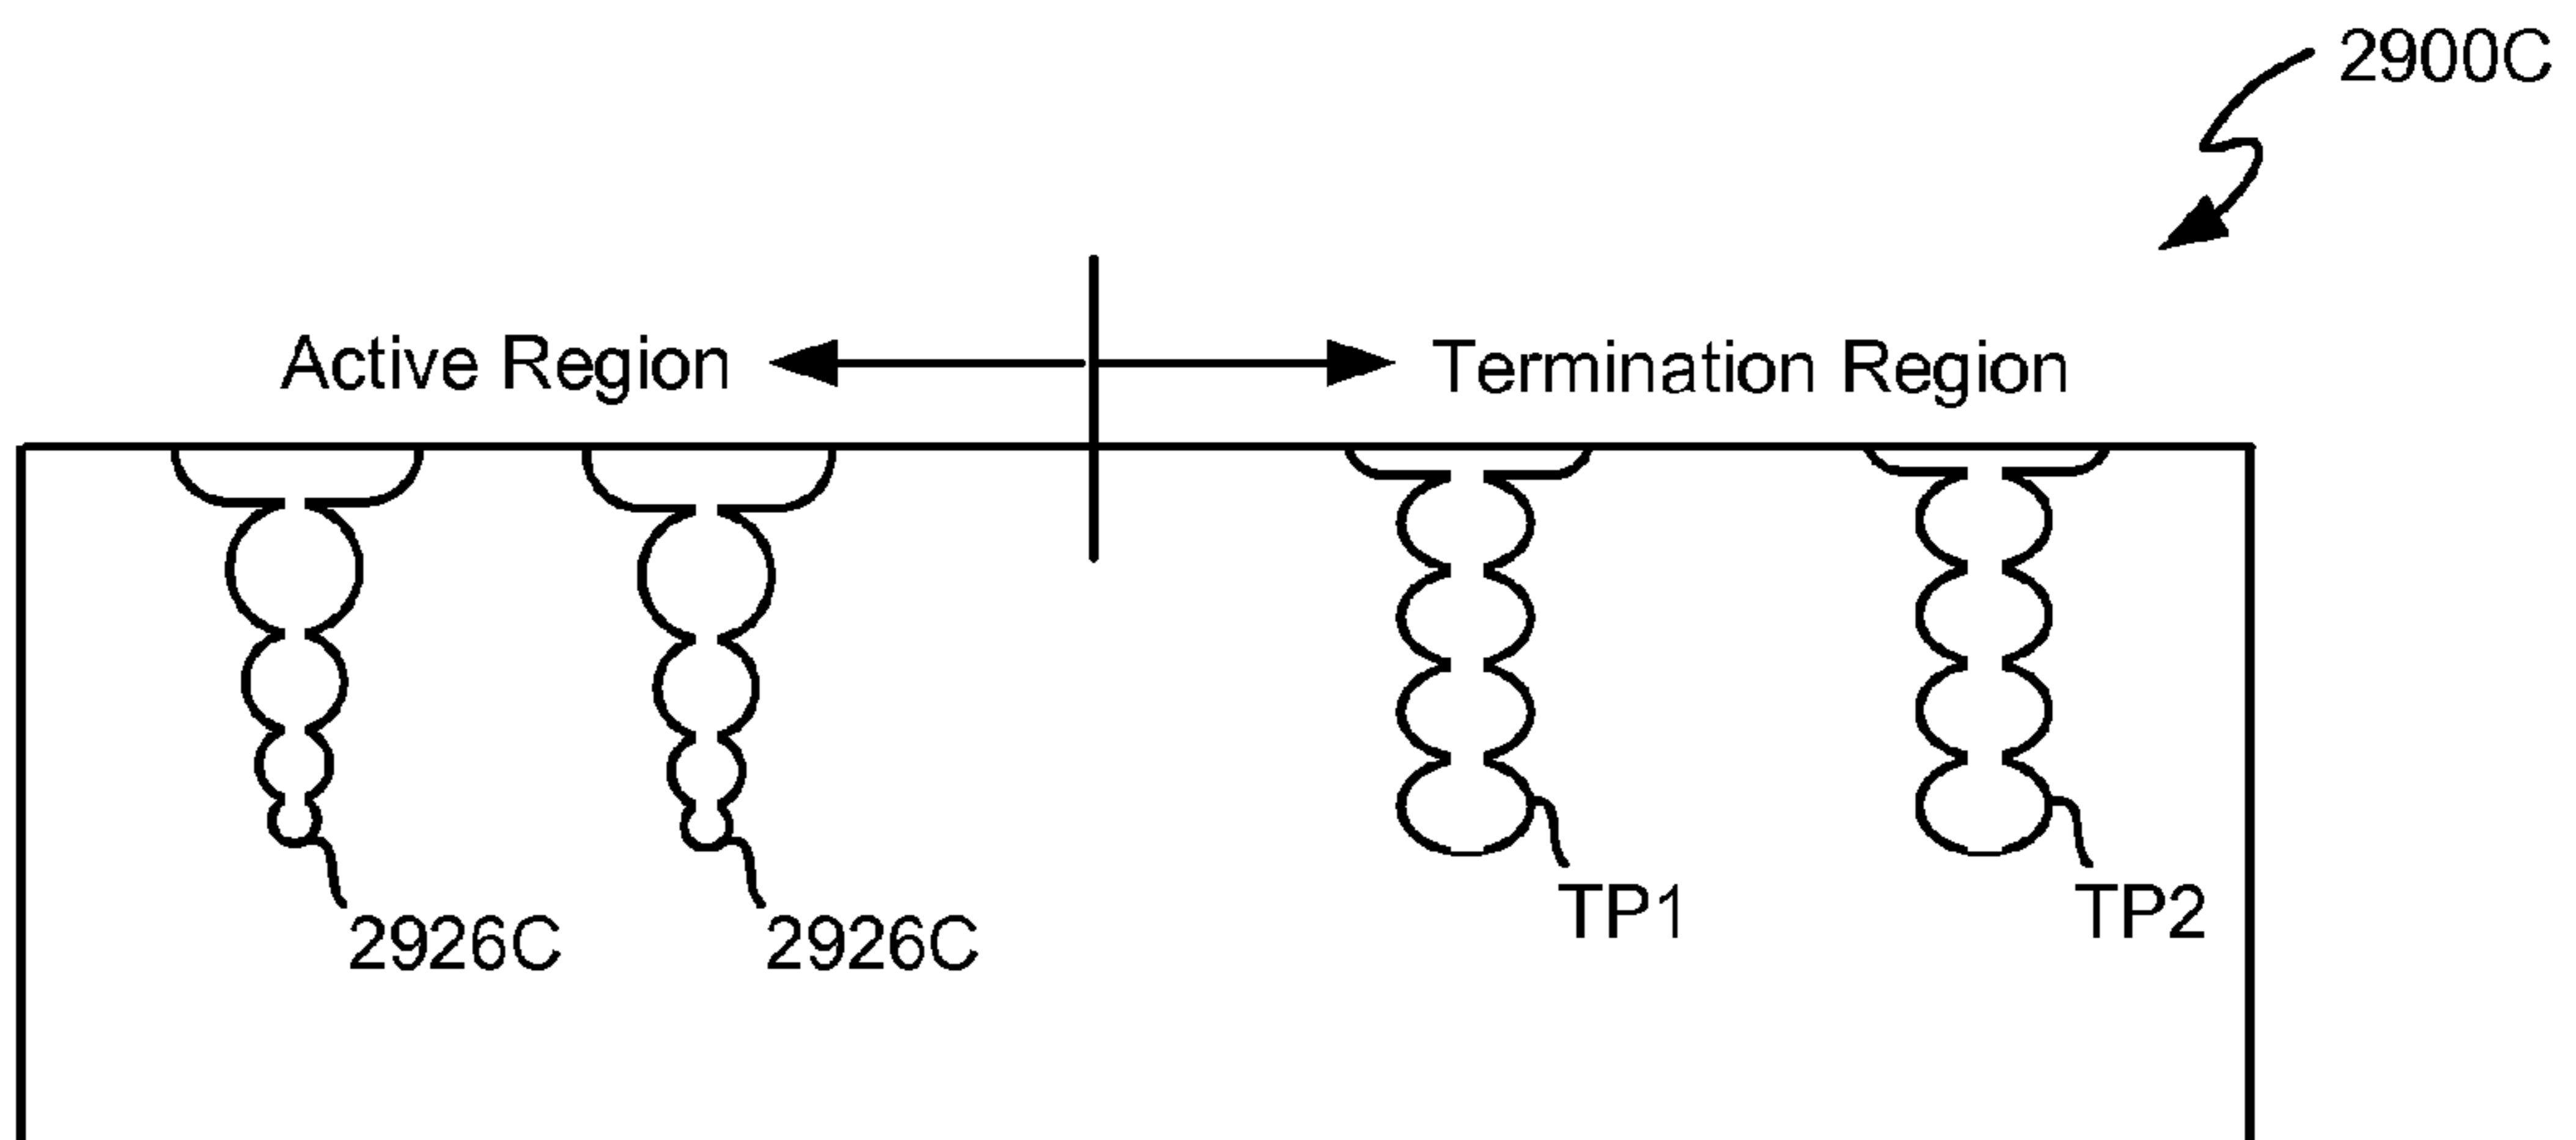 2900C
Active Region
Termination Region
2926C
2926C
TP1
TP2